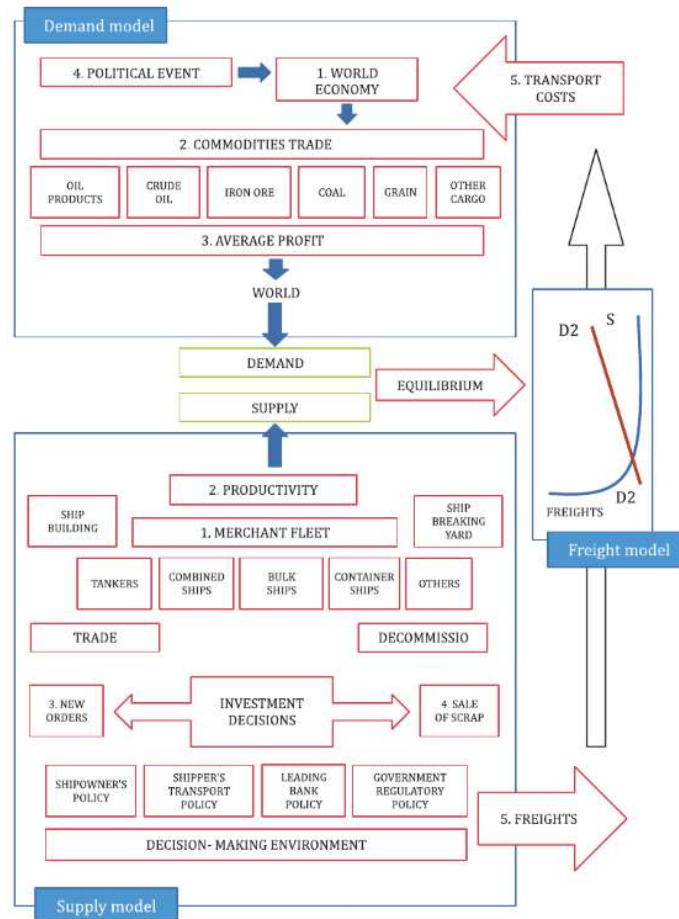 Demand model
4. POLITICAL EVENT
1. WORLD
ECONOMY
5. TRANSPORT
COSTS
2. COMMODITIES TRADE
OIL
PRODUCTS
CRUDE
OIL
IRON ORE
COAL
GRAIN
OTHER
CARGO
3. AVERAGE PROFIT
WORLD
DEMAND
SUPPLY
EQUILIBRIUM
D2
S
D2
FREIGHTS
Freight model
2. PRODUCTIVITY
SHIP
BUILDING
1. MERCHANT FLEET
SHIP
BREAKING
YARD
TANKERS
COMBINED
SHIPS
BULK
SHIPS
CONTAINER
SHIPS
OTHERS
TRADE
DECOMMISSIO
3. NEW
ORDERS
INVESTMENT
DECISIONS
4. SALE
OF SCRAP
SHIPOWNER'S
POLICY
SHIPPER'S
TRANSPORT
POLICY
LEADING
BANK
POLICY
GOVERNMENT
REGULATORY
POLICY
5. FREIGHTS
DECISION- MAKING ENVIRONMENT
Supply model